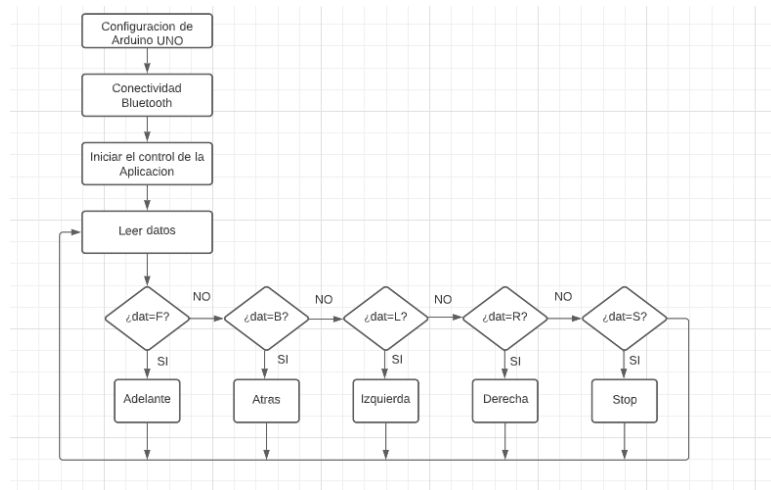 Configuracion de
Arduino UNO
Conectividad
Bluetooth
Iniciar el control de la
Aplicacion
Leer datos
NO
NO
NO
NO
¿dat=F?
¿dat=B?
¿dat=L?
¿dat=R?
¿dat=S?
SI
SI
SI
SI
SI
Adelante
Atras
Izquierda
Derecha
Stop